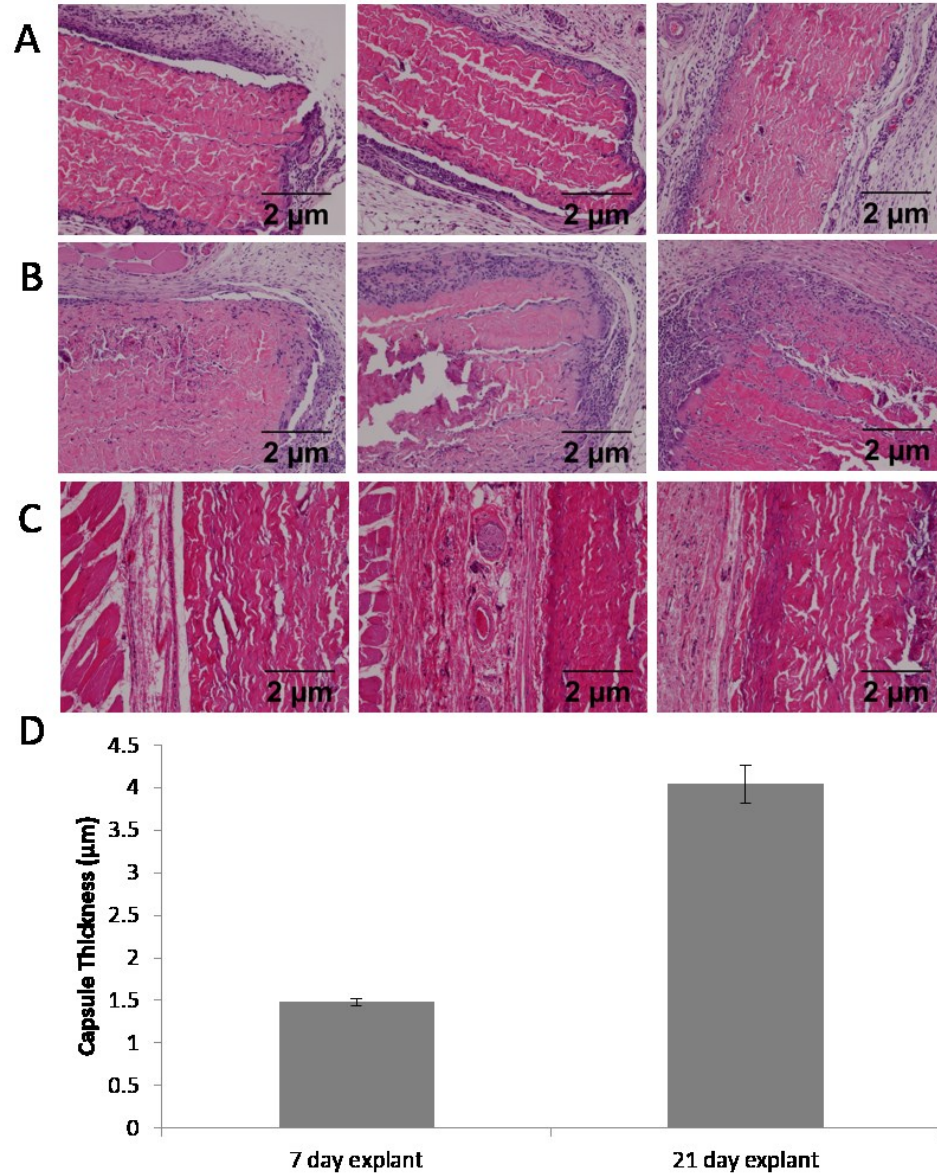 A
2 µm
2 µm
2 µm
B
2 µm
2 µm
2 µm
C
2 µm
2 µm
2 µm
D
4.5
4
3.5
3
2.5
2
1.5
1
0.5
0
Capsule Thickness (µm)
7 day explant
21 day explant